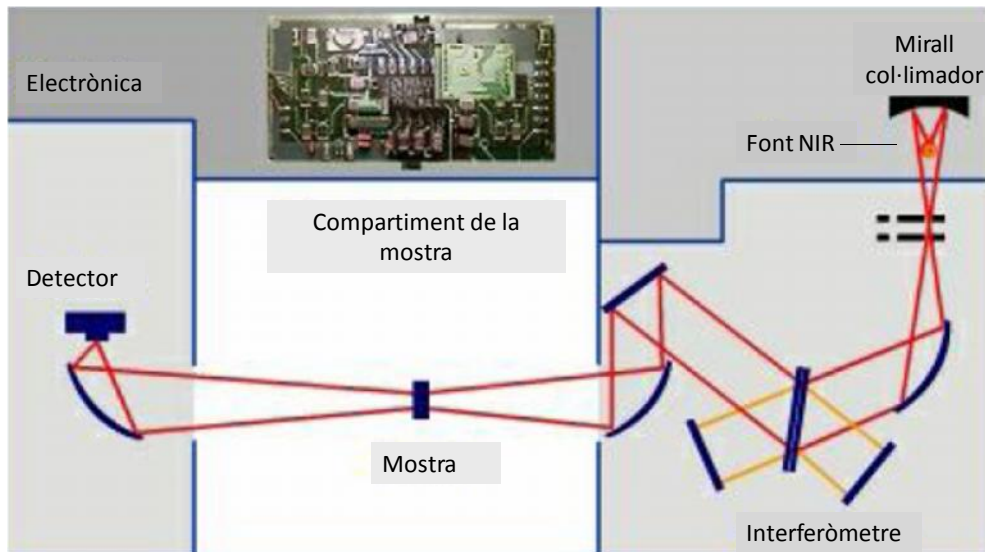 Electrònica
Mirall
col·limador
Font NIR
Compartiment de la
mostra
Detector
Mostra
Interferòmetre